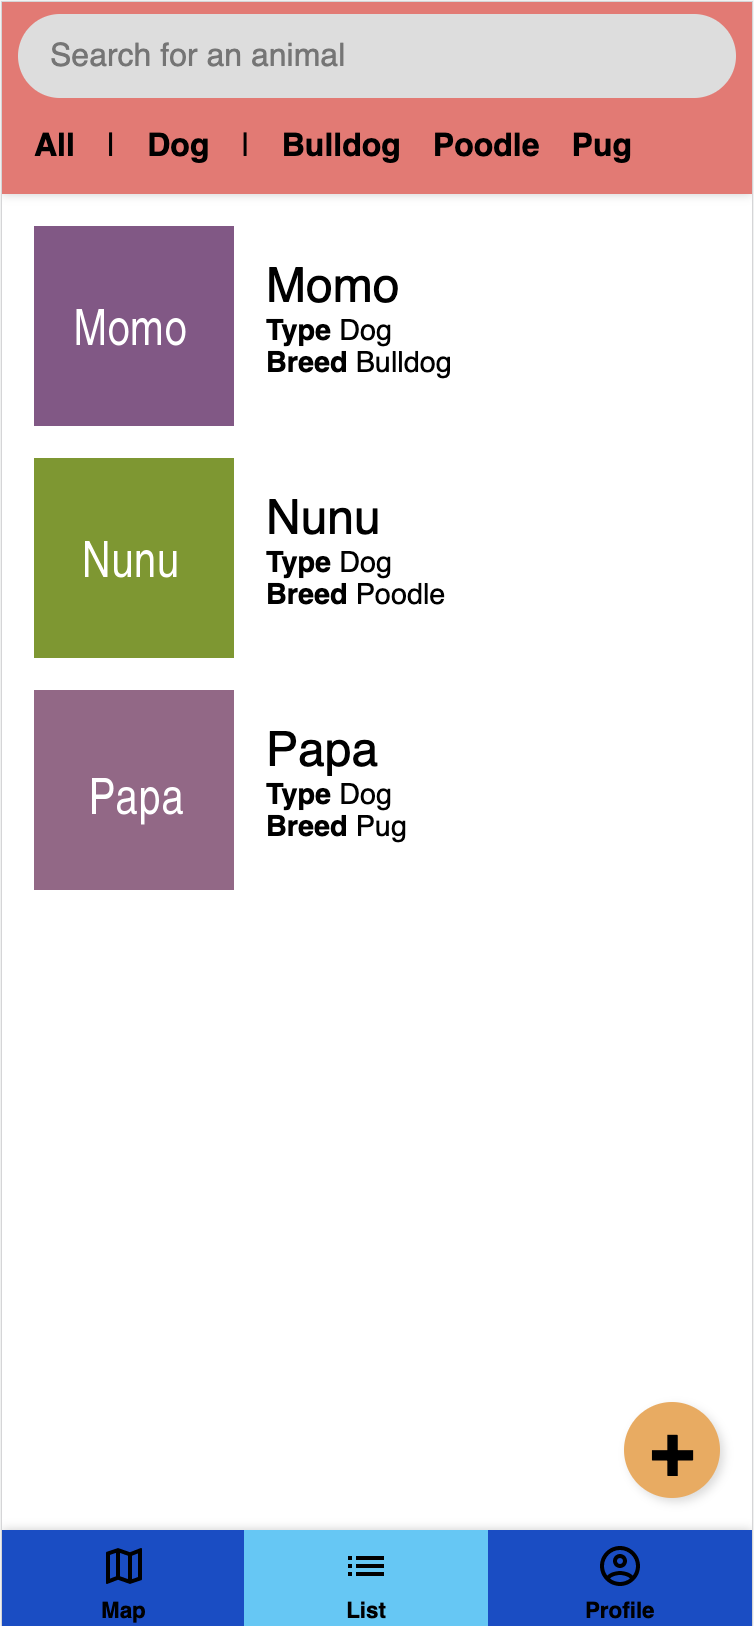 Search for an animal
All | Dog | Bulldog Poodle Pug
Momo
Momo
Type Dog
Breed Bulldog
Nunu
Nunu
Type Dog
Breed Poodle
Papa
Papa
Type Dog
Breed Pug
+
Map List Profile